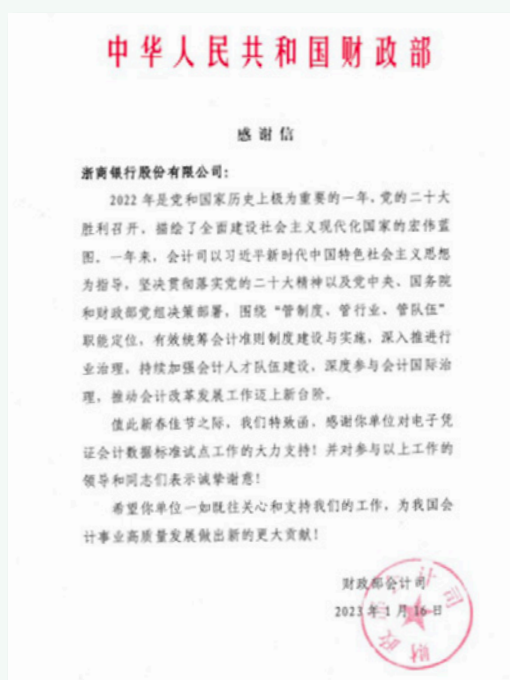 中华人民共和国财政部
感谢信
浙商银行股份有限公司：
2022年是党和国家历史上极为重要的一年，党的二十大
胜利召开，描绘了全面建设社会主义现代化国家的宏伟蓝
图。一年来，会计司以习近平新时代中国特色社会主义思想
为指导，坚决贯彻落实党的二十大精神以及党中央、国务院
和财政部党组决策部署，围绕“管制度、管行业、管队伍”
职能定位，有效统筹会计准则制度建设与实施，深入推进行
业治理，持续加强会计人才队伍建设，深度参与会计国际治
理，推动会计改革发展工作迈上新台阶。
值此新春佳节之际，我们特致函，感谢你单位对电子凭
证会计数据标准试点工作的大力支持！并对参与以上工作的
领导和同志们表示诚挚谢意！
希望你单位一如既往关心和支持我们的工作，为我国会
计事业高质量发展做出新的更大贡献！
财政部会计司
2023年1月16日
财政部会计司